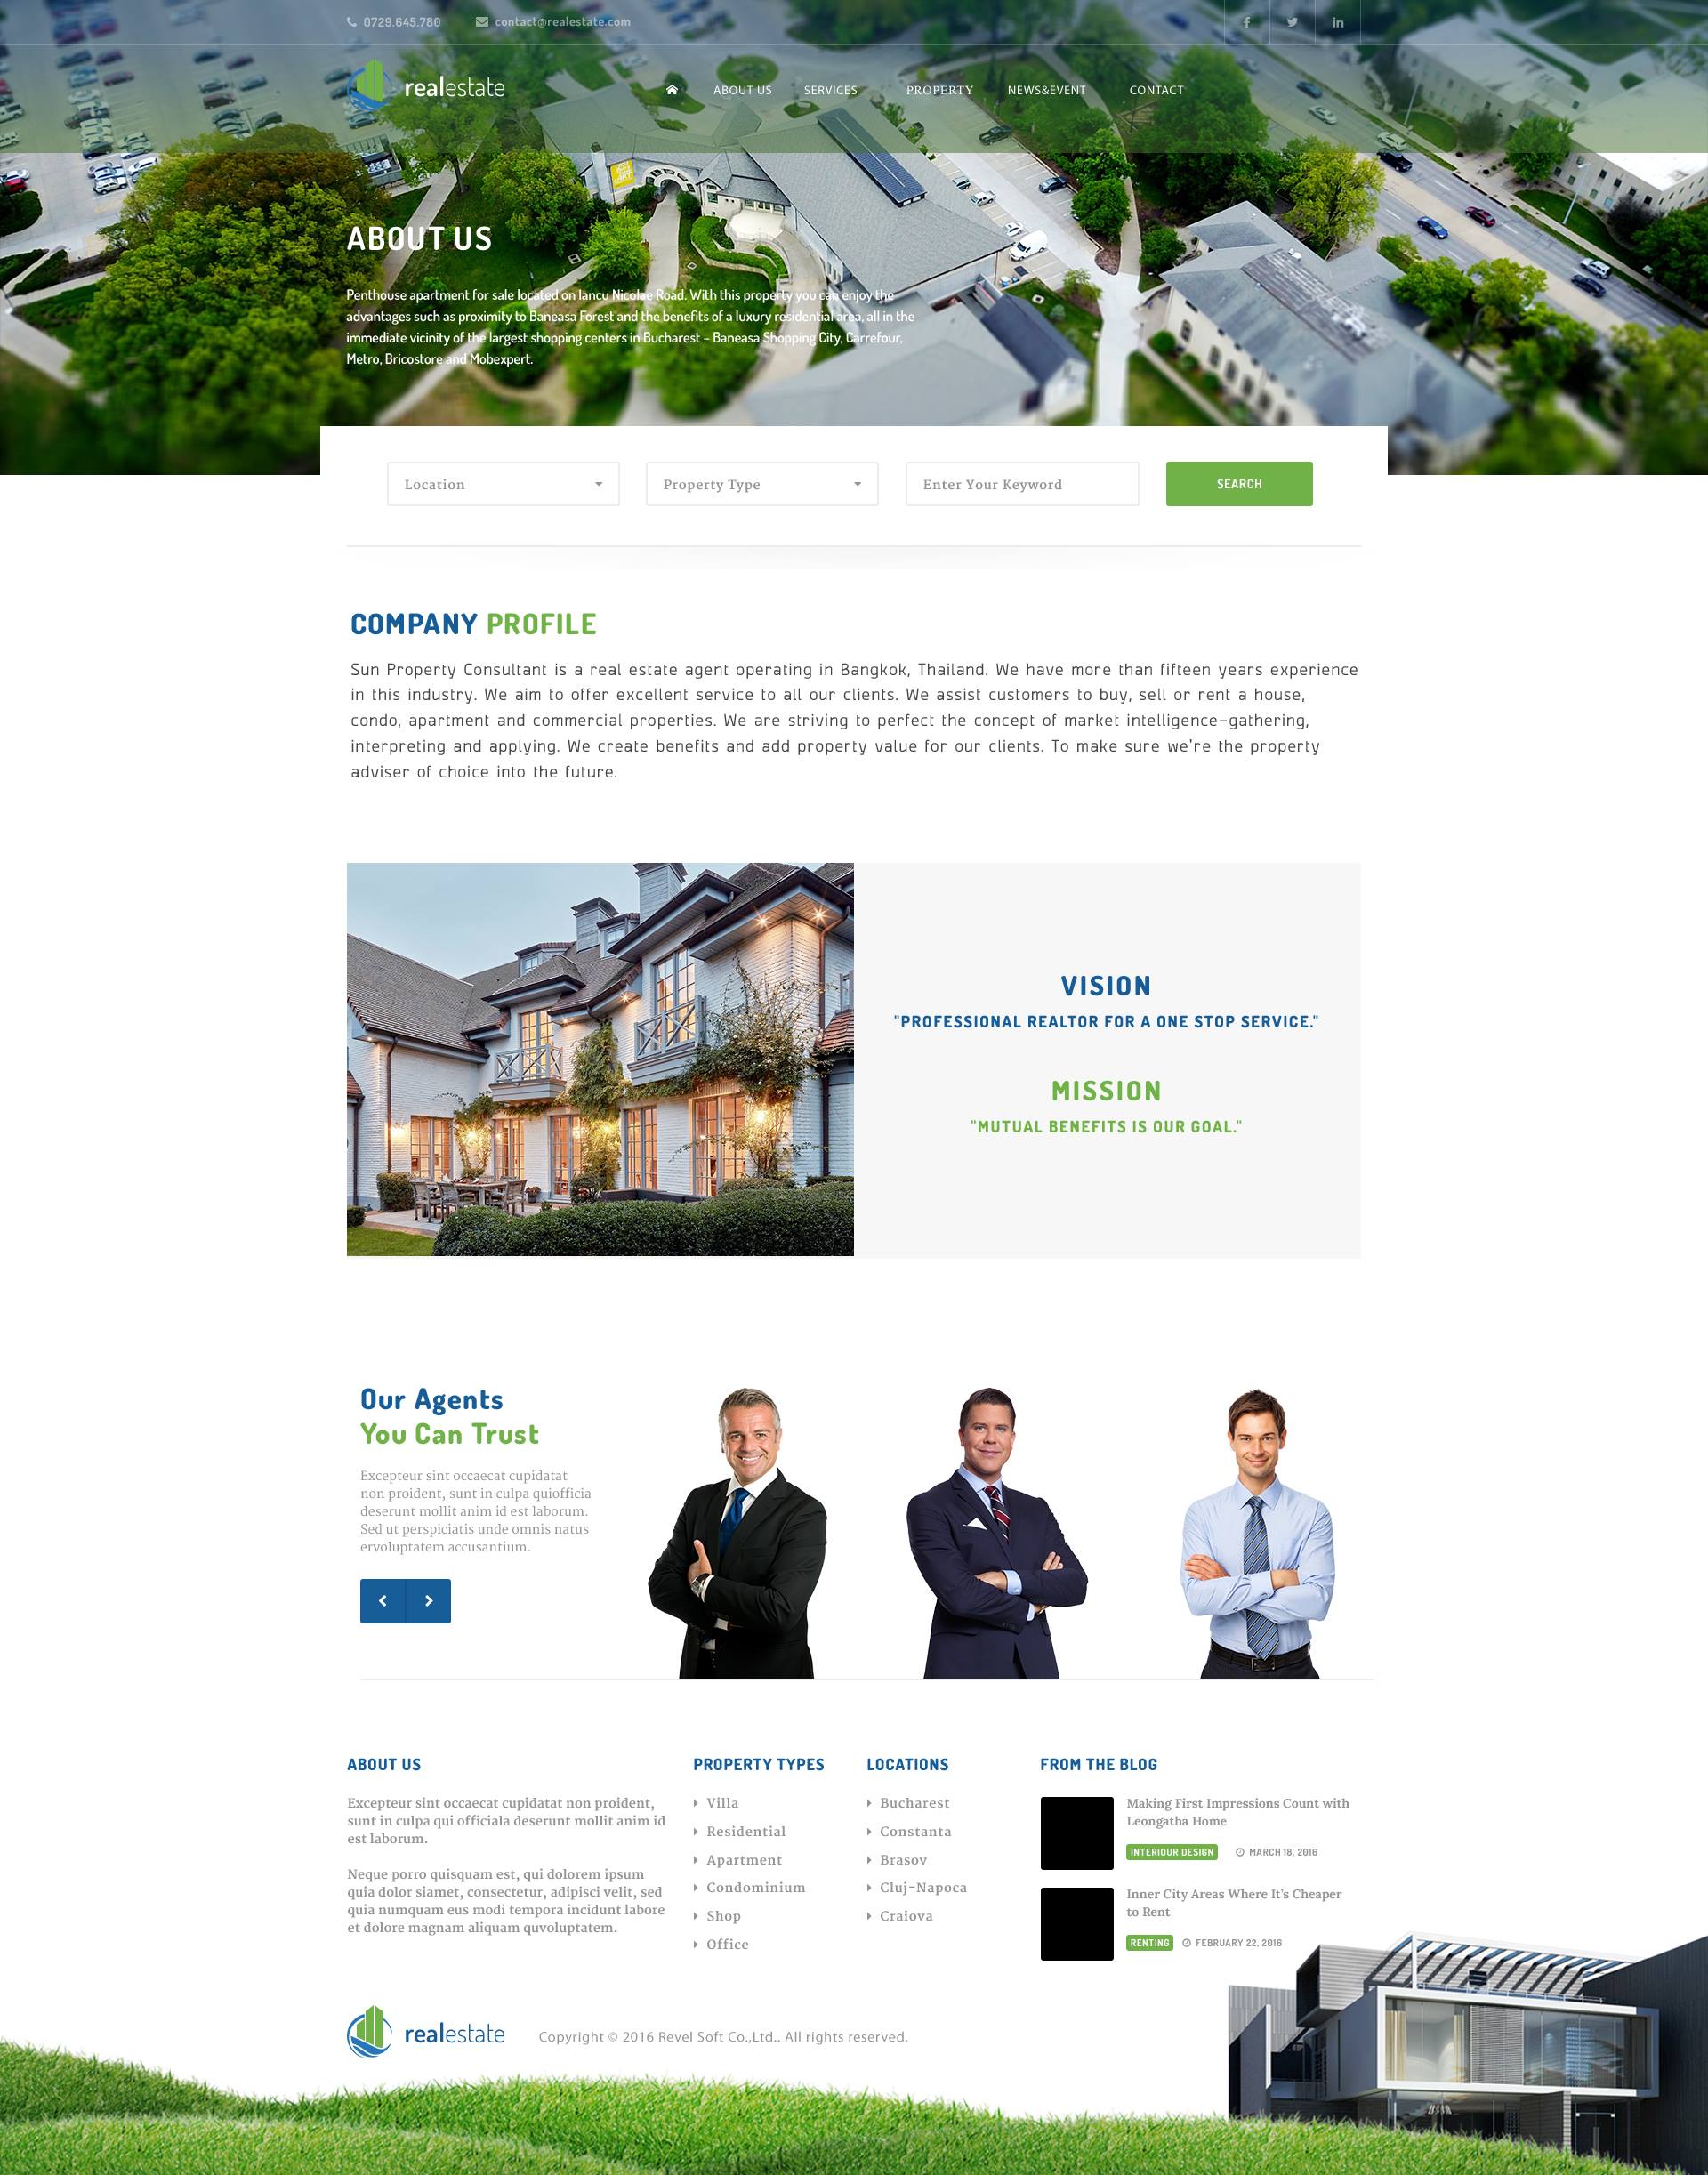 0729.645.780
contact@realestate.com
realestate
ABOUT US
SERVICES
PROPERTY
NEWS&EVENT
CONTACT
ABOUT US
Penthouse apartment for sale located on Iancu Nicolae Road. With this property you can enjoy the
advantages such as proximity to Baneasa Forest and the benefits of a luxury residential area, all in the
immediate vicinity of the largest shopping centers in Bucharest – Baneasa Shopping City, Carrefour,
Metro, Bricostore and Mobexpert.
Location
Property Type
Enter Your Keyword
SEARCH
COMPANY PROFILE
Sun Property Consultant is a real estate agent operating in Bangkok, Thailand. We have more than fifteen years experience
in this industry. We aim to offer excellent service to all our clients. We assist customers to buy, sell or rent a house,
condo, apartment and commercial properties. We are striving to perfect the concept of market intelligence-gathering,
interpreting and applying. We create benefits and add property value for our clients. To make sure we're the property
adviser of choice into the future.
VISION
"PROFESSIONAL REALTOR FOR A ONE STOP SERVICE."
MISSION
"MUTUAL BENEFITS IS OUR GOAL."
Our Agents
You Can Trust
Excepteur sint occaecat cupidatat
non proident, sunt in culpa quiofficia
deserunt mollit anim id est laborum.
Sed ut perspiciatis unde omnis natus
ervoluptatem accusantium.
ABOUT US
Excepteur sint occaecat cupidatat non proident,
sunt in culpa qui officiala deserunt mollit anim id
est laborum.
Neque porro quisquam est, qui dolorem ipsum
quia dolor siamet, consectetur, adipisci velit, sed
quia numquam eus modi tempora incidunt labore
et dolore magnam aliquam quvoluptatem.
PROPERTY TYPES
Villa
Residential
Apartment
Condominium
Shop
Office
LOCATIONS
Bucharest
Constanta
Brasov
Cluj-Napoca
Craiova
FROM THE BLOG
Making First Impressions Count with
Leongatha Home
INTERIOUR DESIGN
MARCH 18, 2016
Inner City Areas Where It's Cheaper
to Rent
RENTING
FEBRUARY 22, 2016
realestate
Copyright © 2016 Revel Soft Co.,Ltd.. All rights reserved.